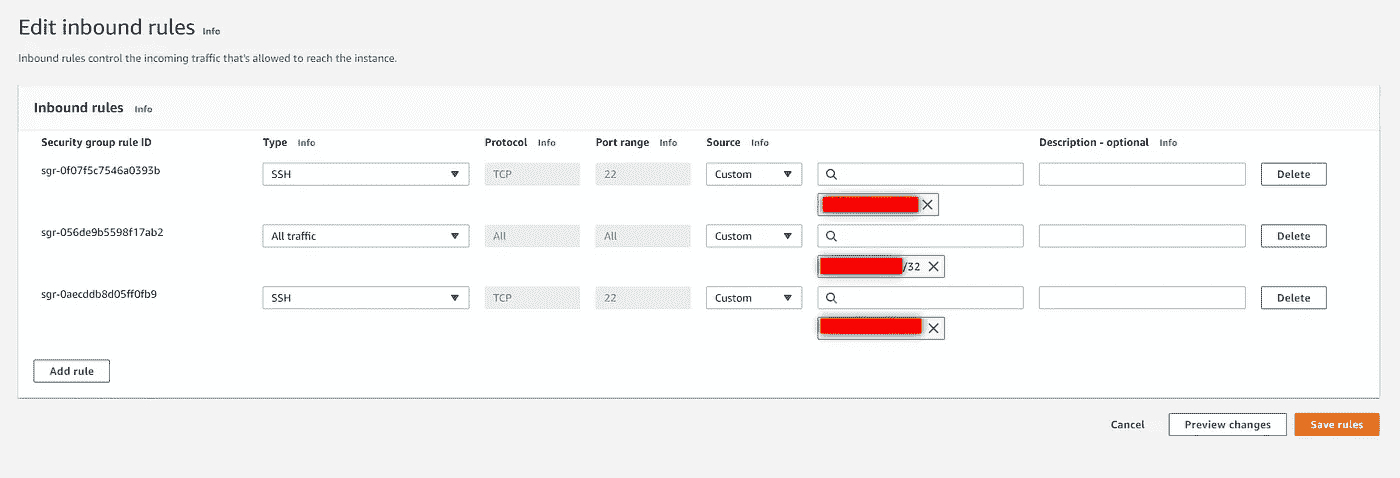 Edit inbound rules Info
Inbound rules control the incoming traffic that's allowed to reach the instance.
Inbound rules Info
Security group rule ID Type Info Protocol Info Port range Info Source Info Description - optional Info
sgr-0f07f5c7546a0393b SSH TCP 22 Custom Delete
sgr-056de9b5598f17ab2 All traffic All All Custom Delete
/32
sgr-0aecddb8d05ff0fb9 SSH TCP 22 Custom Delete
Add rule
Cancel Preview changes Save rules